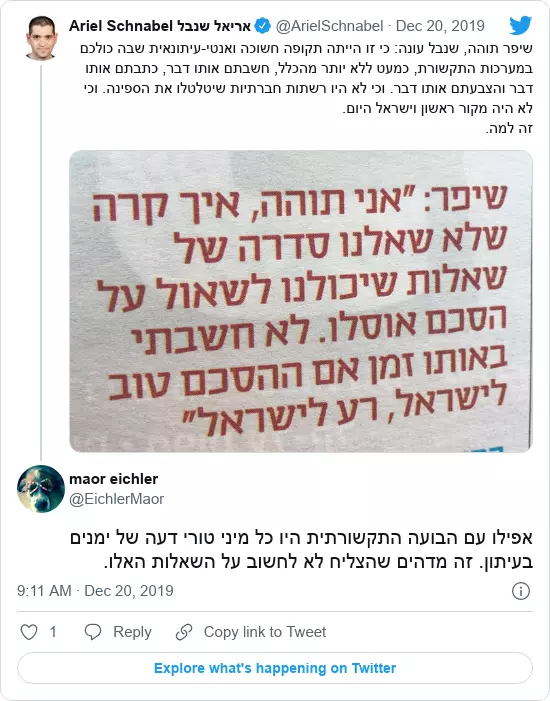 Ariel Schnabel אריאל שנבל @ArielSchnabel · Dec 20, 2019
שיפר תוהה, שנבל עונה: כי זו הייתה תקופה חשוכה ואנטי-עיתונאית שבה כולכם
במערכות התקשורת, כמעט ללא יותר מהכלל, חשבתם אותו דבר, כתבתם אותו
דבר והצבעתם אותו דבר. וכי לא היו רשתות חברתיות שיטלטלו את הספינה. וכי
לא היה מקור ראשון וישראל היום.
זה למה.
שיפר: "אני תוהה, איך קרה
שלא שאלנו סדרה של
שאלות שיכולנו לשאול על
הסכם אוסלו. לא חשבתי
באותו זמן אם ההסכם טוב
לישראל, רע לישראל"
maor eichler
@EichlerMaor
אפילו עם הבועה התקשורתית היו כל מיני טורי דעה של ימנים
בעיתון. זה מדהים שהצליח לא לחשוב על השאלות האלו.
9:11 AM · Dec 20, 2019
1 Reply Copy link to Tweet
Explore what's happening on Twitter